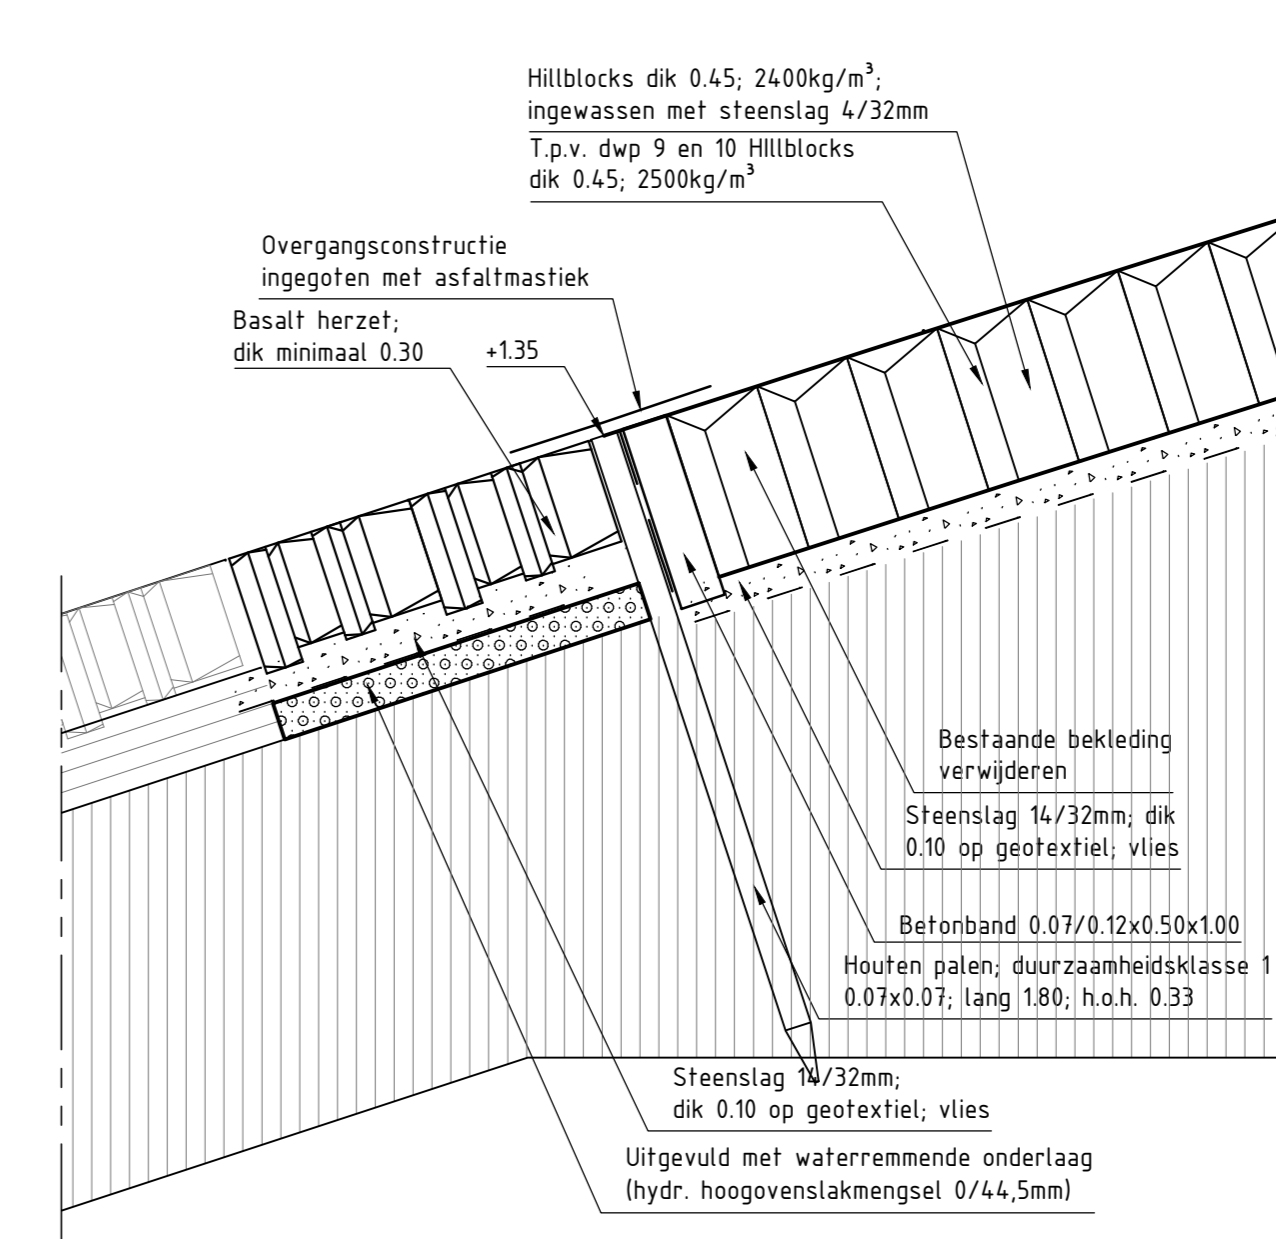 Hillblocks dik 0.45; 2400kg/m³;
ingewassen met steenslag 4/32mm
T.p.v. dwp 9 en 10 HIllblocks
dik 0.45; 2500kg/m³
Overgangsconstructie
ingegoten met asfaltmastiek
Basalt herzet;
dik minimaal 0.30
+1.35
Bestaande bekleding
verwijderen
Steenslag 14/32mm; dik
0.10 op geotextiel; vlies
Betonband 0.07/0.12x0.50x1.00
Houten palen; duurzaamheidsklasse 1
0.07x0.07; lang 1.80; h.o.h. 0.33
Steenslag 14/32mm;
dik 0.10 op geotextiel; vlies
Uitgevuld met waterremmende onderlaag
(hydr. hoogovenslakmengsel 0/44,5mm)